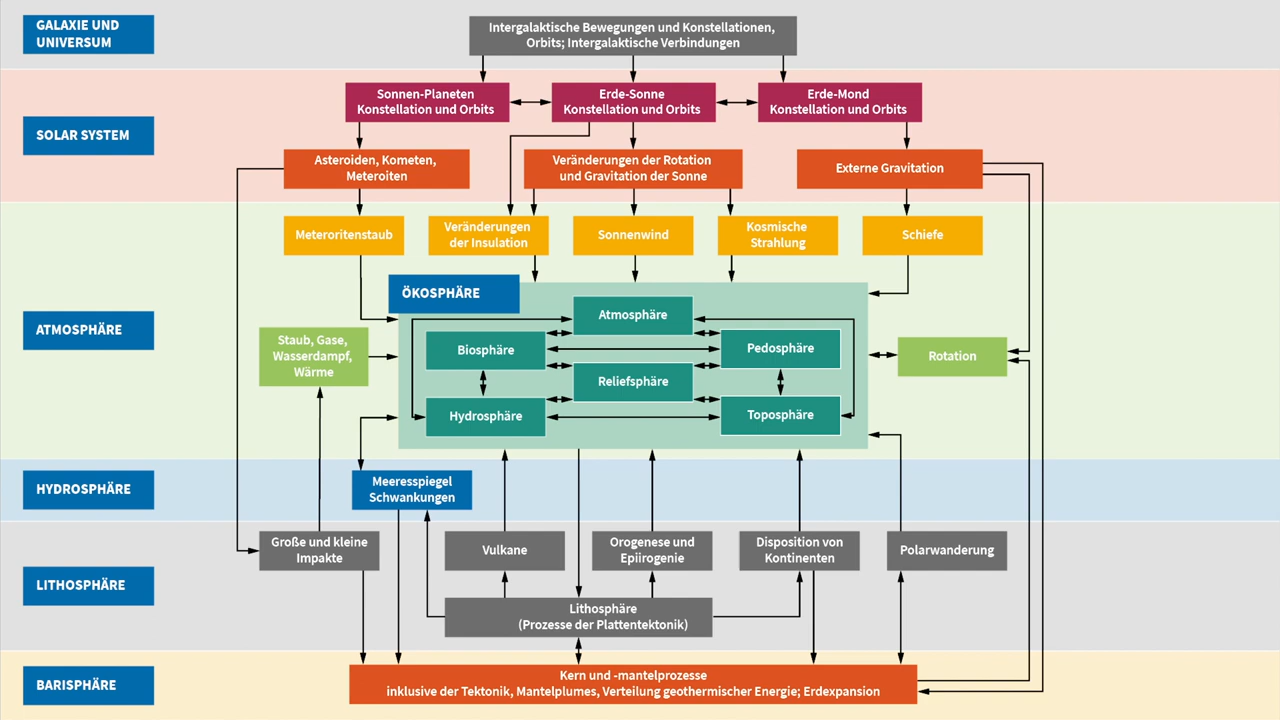 GALAXIE UND
UNIVERSUM
Intergalaktische Bewegungen und Konstellationen,
Orbits; Intergalaktische Verbindungen
SOLAR SYSTEM
Sonnen-Planeten
Konstellation und Orbits
Erde-Sonne
Konstellation und Orbits
Erde-Mond
Konstellation und Orbits
Asteroiden, Kometen,
Meteroiten
Veränderungen der Rotation
und Gravitation der Sonne
Externe Gravitation
ATMOSPHÄRE
Meteroritenstaub
Veränderungen
der Insulation
Sonnenwind
Kosmische
Strahlung
Schiefe
ÖKOSPHÄRE
Atmosphäre
Biosphäre
Pedosphäre
Reliefsphäre
Hydrosphäre
Toposphäre
Staub, Gase,
Wasserdampf,
Wärme
Rotation
HYDROSPHÄRE
Meeresspiegel
Schwankungen
LITHOSPHÄRE
Große und kleine
Impakte
Vulkane
Orogenese und
Epiirogenie
Disposition von
Kontinenten
Polarwanderung
Lithosphäre
(Prozesse der Plattentektonik)
BARISPHÄRE
Kern und -mantelprozesse
inklusive der Tektonik, Mantelplumes, Verteilung geothermischer Energie; Erdexpansion